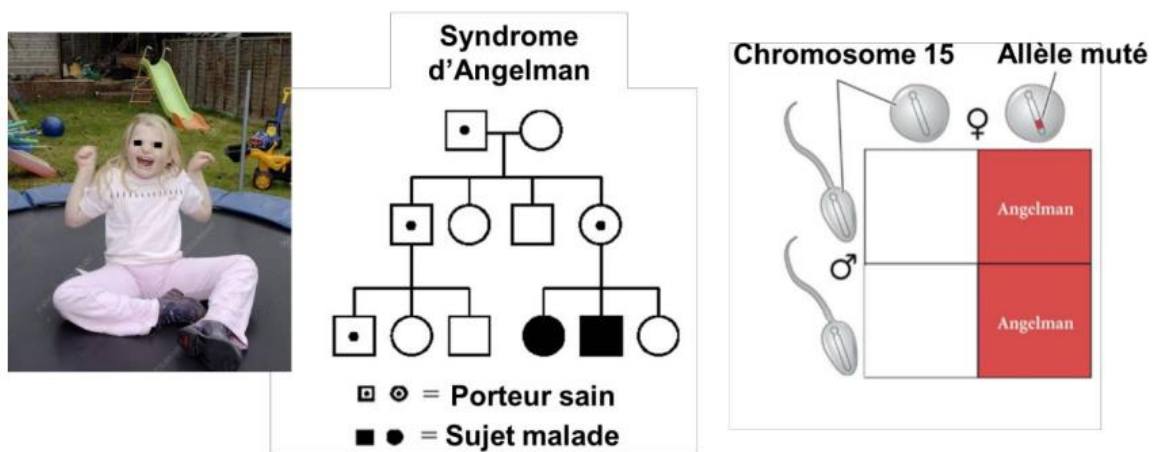 Syndrome
d'Angelman
= Porteur sain
= Sujet malade
Chromosome 15
Allèle muté
♀
Angelman
♂
Angelman